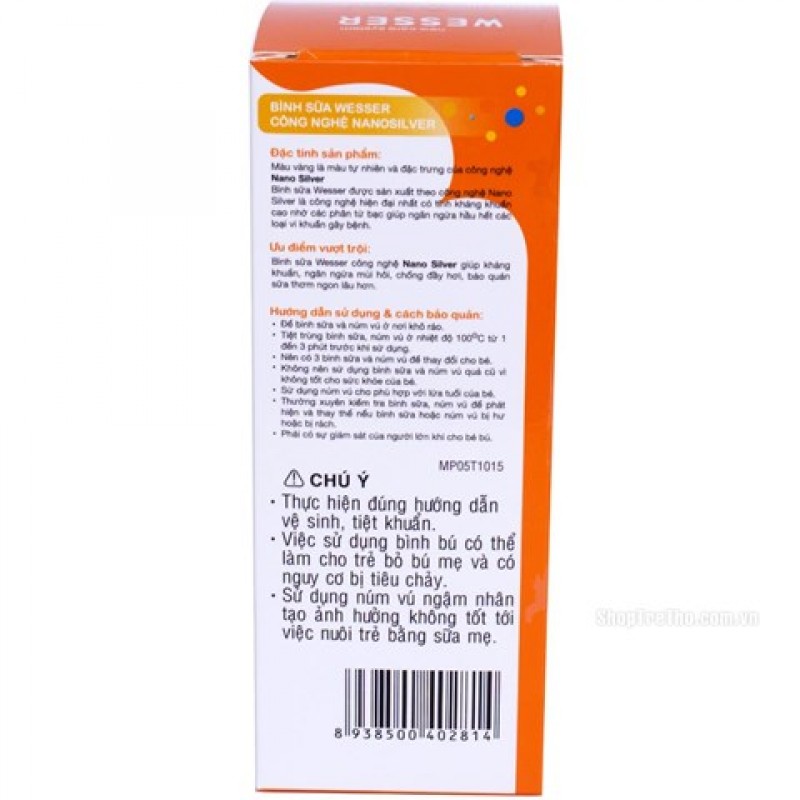 WESSER
new care system
BÌNH SỮA WESSER
CÔNG NGHỆ NANOSILVER
Đặc tính sản phẩm:
Màu vàng là màu tự nhiên và đặc trưng của công nghệ
Nano Silver
Bình sữa Wesser được sản xuất theo công nghệ Nano
Silver là công nghệ hiện đại nhất có tính kháng khuẩn
cao nhờ các phân tử bạc giúp ngăn ngừa hầu hết các
loại vi khuẩn gây bệnh.
Ưu điểm vượt trội:
Bình sữa Wesser công nghệ Nano Silver giúp kháng
khuẩn, ngăn ngừa mùi hôi, chống đầy hơi, bảo quản
sữa thơm ngon lâu hơn.
Hướng dẫn sử dụng & cách bảo quản:
• Để bình sữa và núm vú ở nơi khô ráo.
• Tiệt trùng bình sữa, núm vú ở nhiệt độ 100ºC từ 1
đến 3 phút trước khi sử dụng.
• Nên có 3 bình sữa và núm vú để thay đổi cho bé.
• Không nên sử dụng bình sữa và núm vú quá cũ vì
không tốt cho sức khỏe của bé.
• Sử dụng núm vú cho phù hợp với lứa tuổi của bé.
• Thường xuyên kiểm tra bình sữa, núm vú để phát
hiện và thay thế nếu bình sữa hoặc núm vú bị hư
hoặc bị rách.
• Phải có sự giám sát của người lớn khi cho bé bú.
MP05T1015
CHÚ Ý
• Thực hiện đúng hướng dẫn
vệ sinh, tiệt khuẩn.
• Việc sử dụng bình bú có thể
làm cho trẻ bỏ bú mẹ và có
nguy cơ bị tiêu chảy.
• Sử dụng núm vú ngậm nhân
tạo ảnh hưởng không tốt tới
việc nuôi trẻ bằng sữa mẹ.
ShopTreTho.com.vn
8 938500 402814